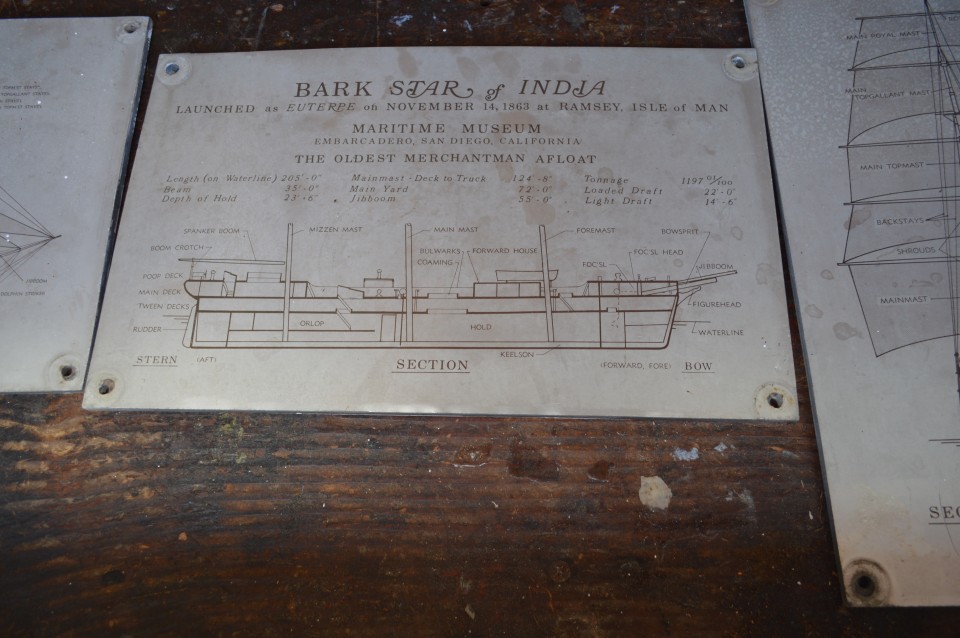 BARK STAR of INDIA
LAUNCHED as EUTERPE on NOVEMBER 14, 1863 at RAMSEY, ISLE of MAN
MARITIME MUSEUM
EMBARCADERO, SAN DIEGO, CALIFORNIA
THE OLDEST MERCHANTMAN AFLOAT
Length (on Waterline) 205'-0" Mainmast - Deck to Truck 124'-8" Tonnage 1197 01/100
Beam 35'-0" Main Yard 72'-0" Loaded Draft 22'-0"
Depth of Hold 23'-6" Jibboom 55'-0" Light Draft 14'-6"
SPANKER BOOM MIZZEN MAST MAIN MAST FOREMAST BOWSPRIT
BOOM CROTCH BULWARKS FORWARD HOUSE FOC'SL HEAD
COAMING FOC'SL JIBBOOM
POOP DECK
MAIN DECK
TWEEN DECKS FIGUREHEAD
RUDDER ORLOP HOLD WATERLINE
KEELSON
STERN (AFT) SECTION (FORWARD, FORE) BOW
MAIN ROYAL MAST
MAIN TOPGALLANT MAST
MAIN TOPMAST
BACKSTAYS
SHROUDS
MAINMAST